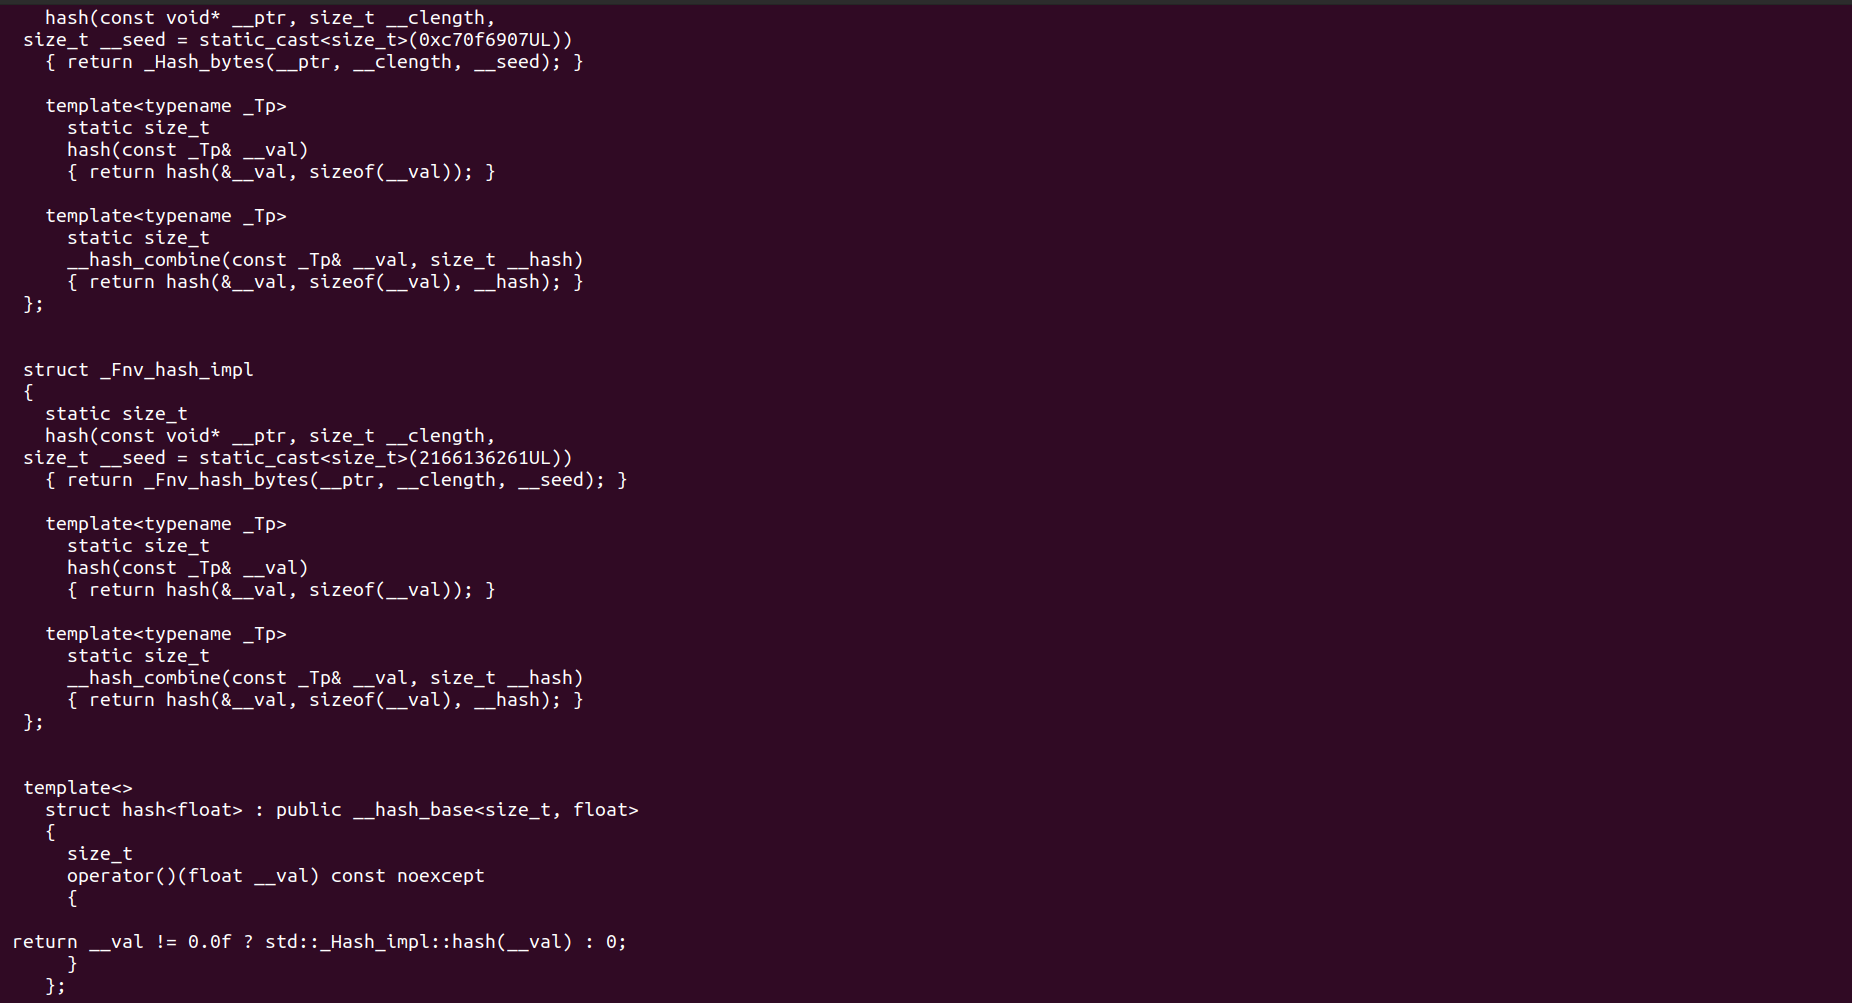 hash(const void* __ptr, size_t __clength,
size_t __seed = static_cast<size_t>(0xc70f6907UL))
{ return _Hash_bytes(__ptr, __clength, __seed); }
template<typename _Tp>
static size_t
hash(const _Tp& __val)
{ return hash(&__val, sizeof(__val)); }
template<typename _Tp>
static size_t
__hash_combine(const _Tp& __val, size_t __hash)
{ return hash(&__val, sizeof(__val), __hash); }
};
struct _Fnv_hash_impl
{
static size_t
hash(const void* __ptr, size_t __clength,
size_t __seed = static_cast<size_t>(2166136261UL))
{ return _Fnv_hash_bytes(__ptr, __clength, __seed); }
template<typename _Tp>
static size_t
hash(const _Tp& __val)
{ return hash(&__val, sizeof(__val)); }
template<typename _Tp>
static size_t
__hash_combine(const _Tp& __val, size_t __hash)
{ return hash(&__val, sizeof(__val), __hash); }
};
template<>
struct hash<float> : public __hash_base<size_t, float>
{
size_t
operator()(float __val) const noexcept
{
return __val != 0.0f ? std::_Hash_impl::hash(__val) : 0;
}
};